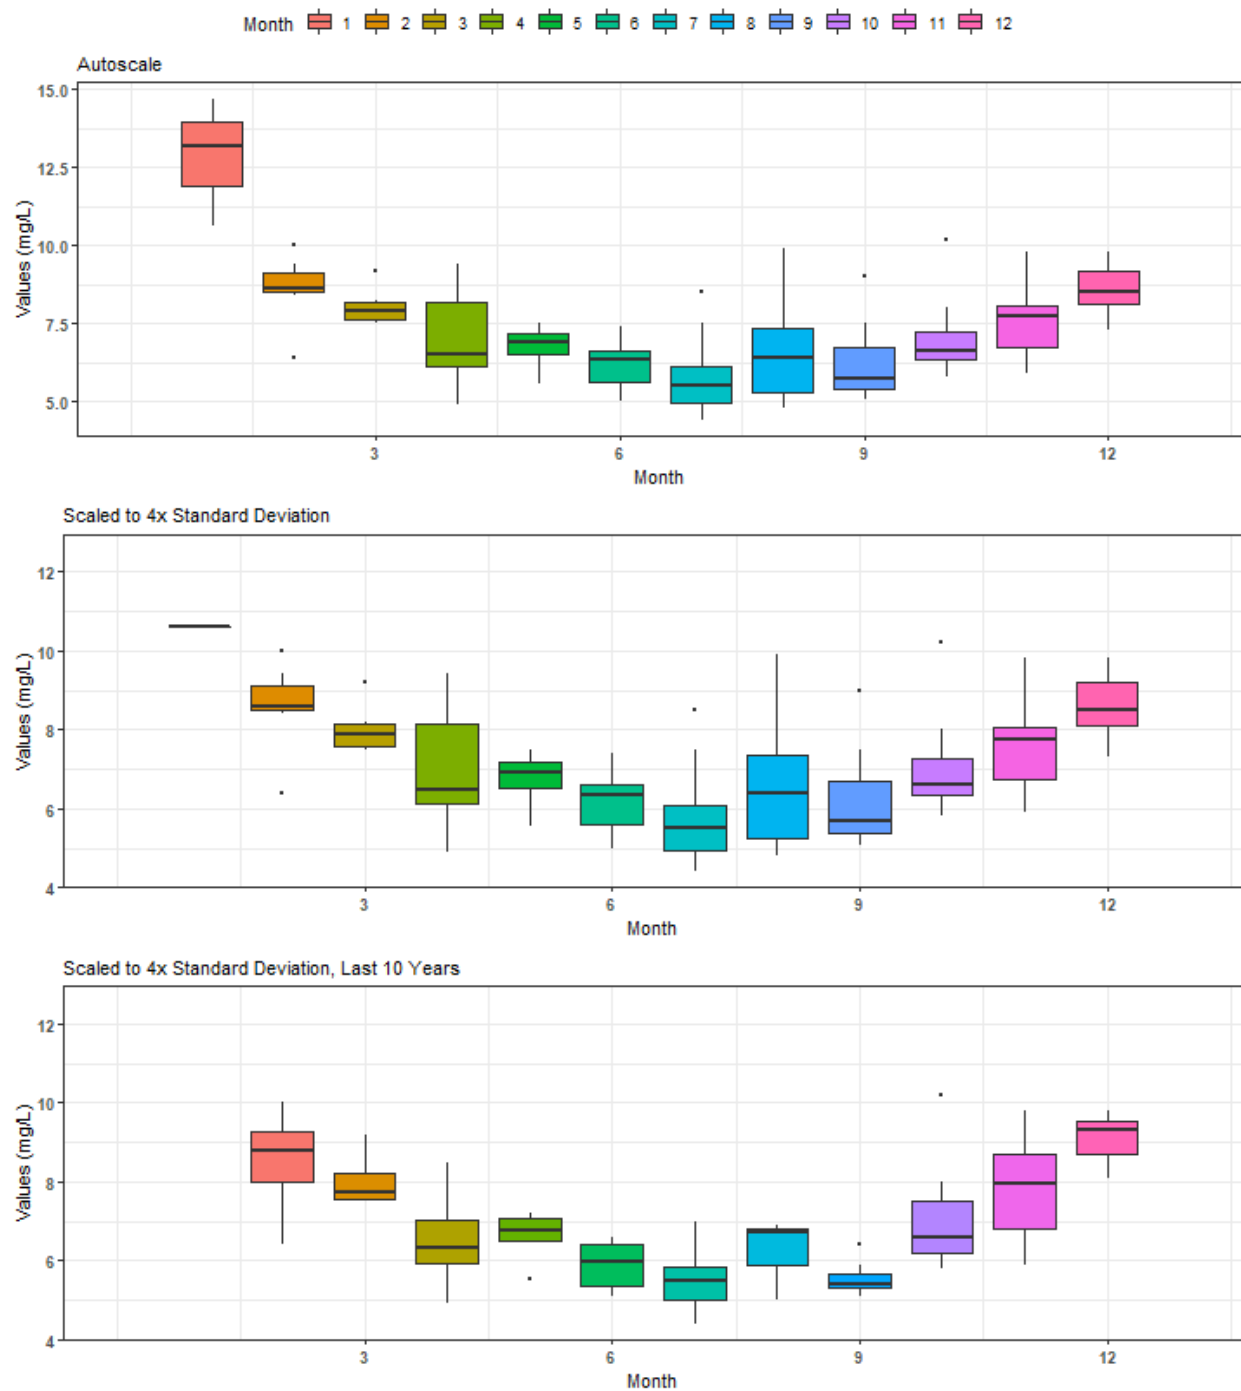 Month 1 2 3 4 5 6 7 8 9 10 11 12
Autoscale
Values (mg/L)
15.0
12.5
10.0
7.5
5.0
3 6 9 12
Month
Scaled to 4x Standard Deviation
Values (mg/L)
12
10
8
6
4
3 6 9 12
Month
Scaled to 4x Standard Deviation, Last 10 Years
Values (mg/L)
12
10
8
6
4
3 6 9 12
Month